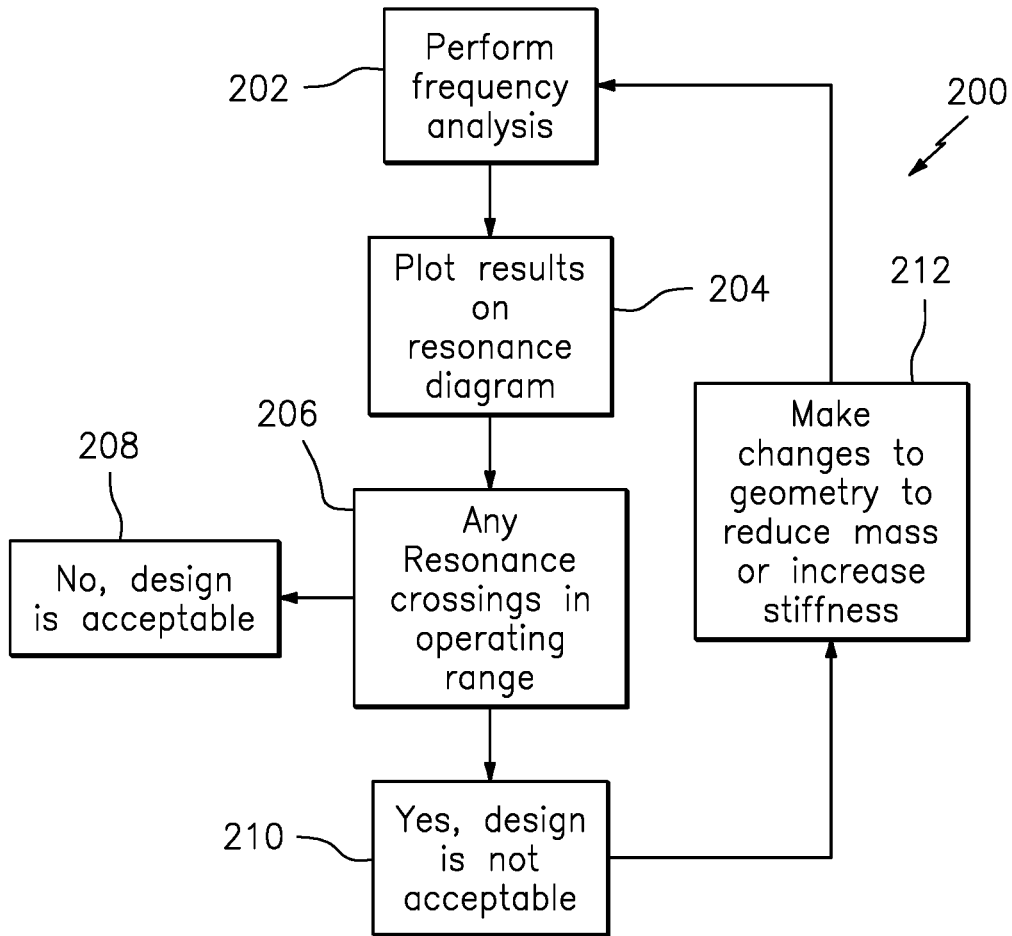 Perform
frequency
analysis
202
200
Plot results
on
resonance
diagram
204
212
Make
changes to
geometry to
reduce mass
or increase
stiffness
206
208
Any
Resonance
crossings in
operating
range
No, design
is acceptable
210
Yes, design
is not
acceptable